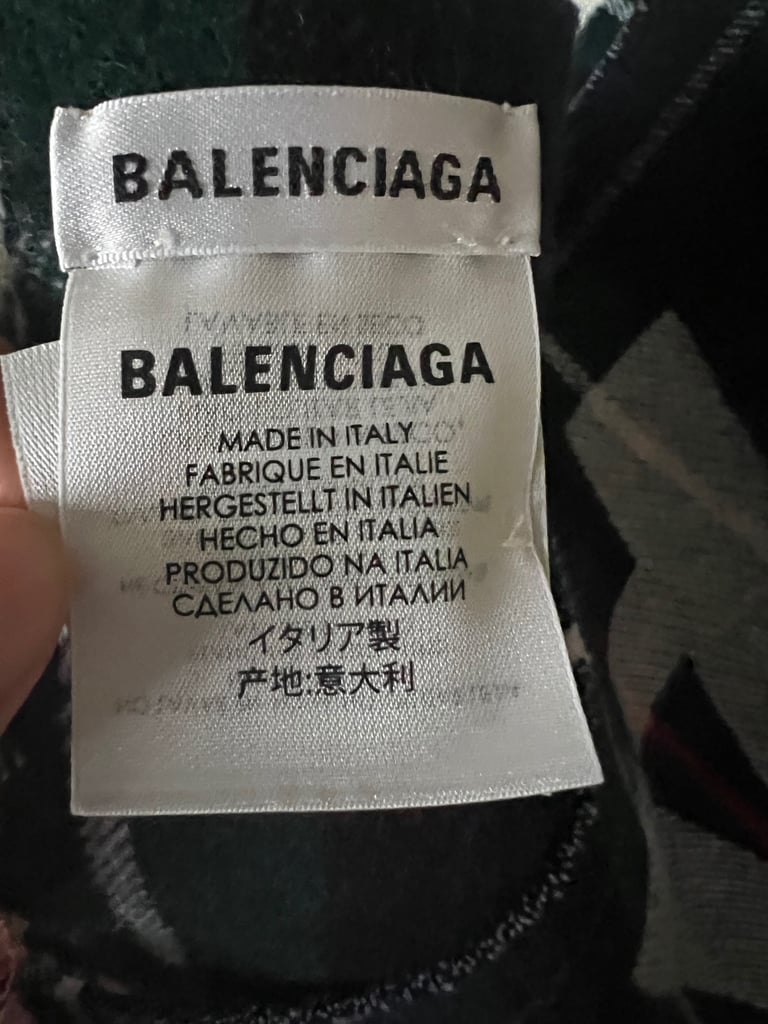 BALENCIAGA
BALENCIAGA
MADE IN ITALY
FABRIQUE EN ITALIE
HERGESTELLT IN ITALIEN
HECHO EN ITALIA
PRODUZIDO NA ITALIA
СДЕЛАНО В ИТАЛИИ
イタリア製
产地:意大利